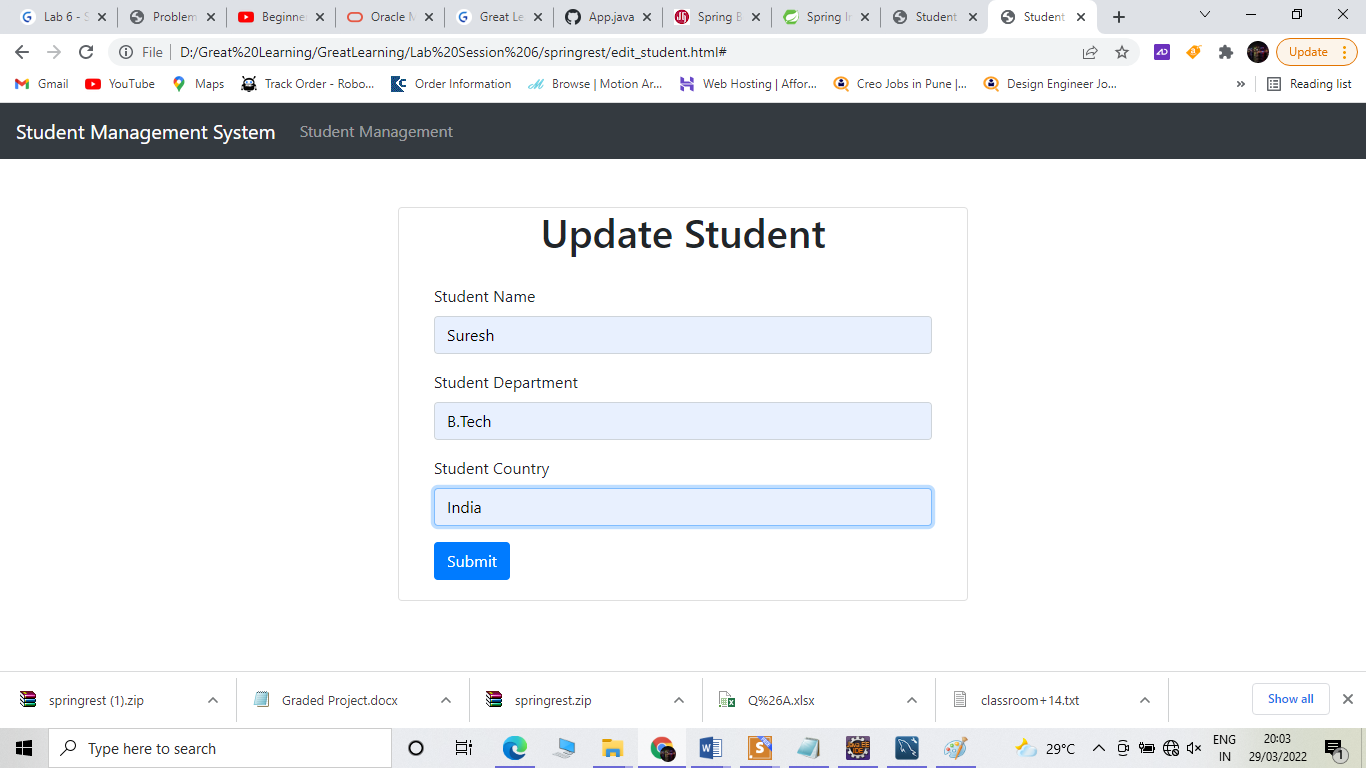 Lab 6 - S
Problem
Beginne
Oracle M
Great Le
App.java
Spring B
Spring In
Student
Student
File | D:/Great%20Learning/GreatLearning/Lab%20Session%206/springrest/edit_student.html#
Update
Gmail
YouTube
Maps
Track Order - Robo...
Order Information
Browse | Motion Ar...
Web Hosting | Affor...
Creo Jobs in Pune |...
Design Engineer Jo...
»
Reading list
Student Management System
Student Management
Update Student
Student Name
Suresh
Student Department
B.Tech
Student Country
India
Submit
springrest (1).zip
Graded Project.docx
springrest.zip
Q%26A.xlsx
classroom+14.txt
Show all
Type here to search
29°C
ENG
IN
20:03
29/03/2022
1